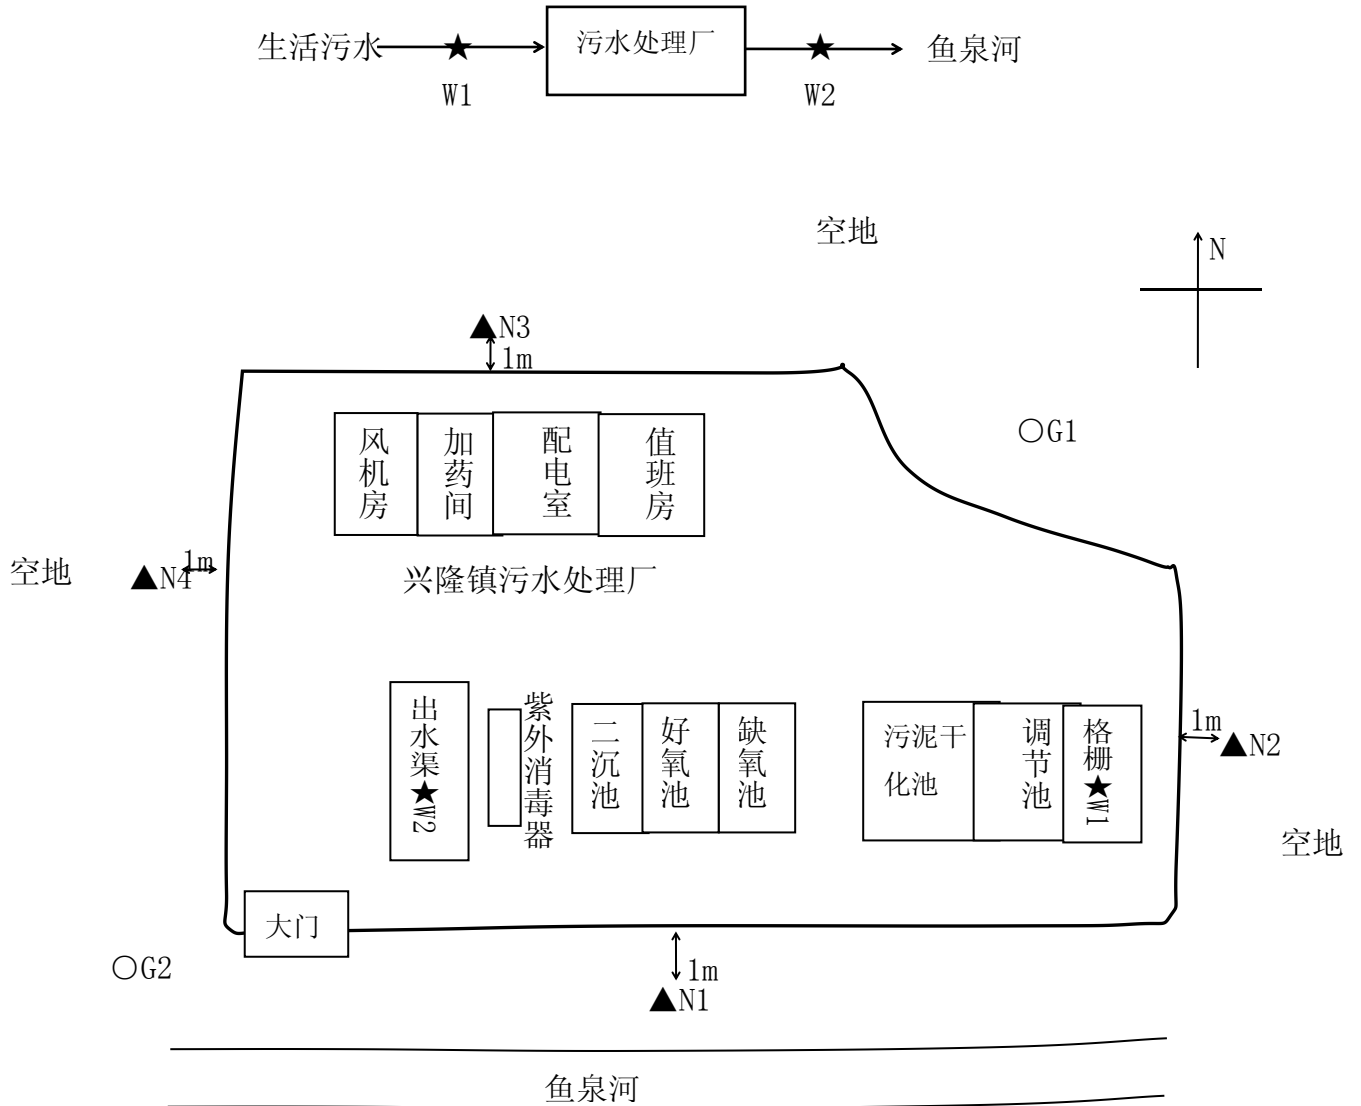 生活污水
★
污水处理厂
★
鱼泉河
W1
W2
空地
N
▲N3
1m
○G1
风机房
加药间
配电室
值班房
空地
▲N4
1m
兴隆镇污水处理厂
出水渠★W2
紫外消毒器
二沉池
好氧池
缺氧池
污泥干
化池
调节池
格栅★W1
1m
▲N2
空地
大门
○G2
1m
▲N1
鱼泉河